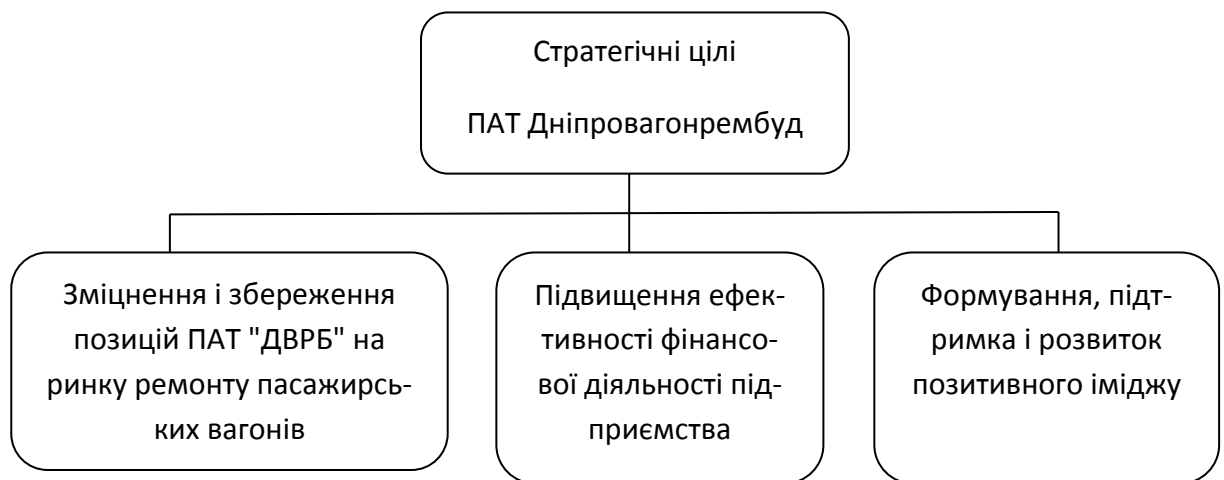 Стратегічні цілі
ПАТ Дніпровагонрембуд
Зміцнення і збереження
позицій ПАТ "ДВРБ" на
ринку ремонту пасажирсь-
ких вагонів
Підвищення ефек-
тивності фінансо-
вої діяльності під-
приємства
Формування, підт-
римка і розвиток
позитивного іміджу